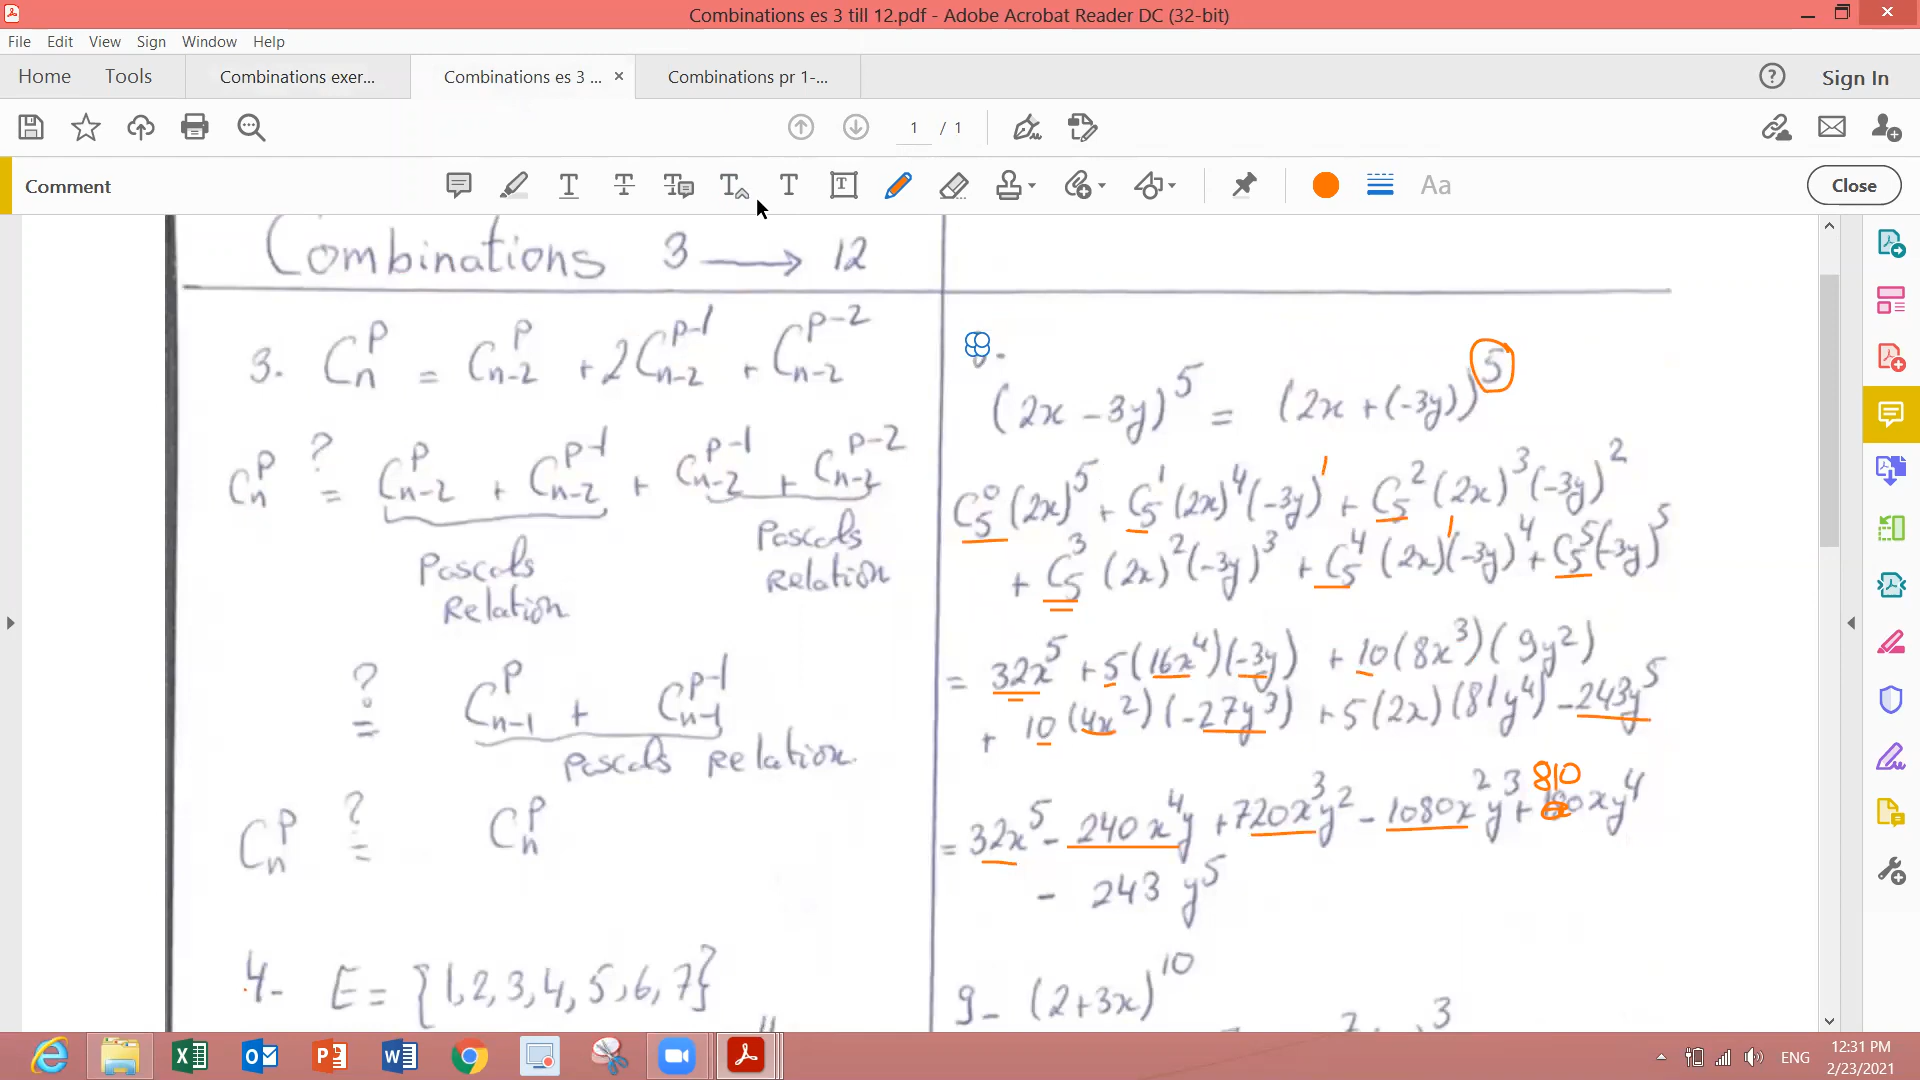 Combinations es 3 till 12.pdf - Adobe Acrobat Reader DC (32-bit)
File Edit View Sign Window Help
Home Tools Combinations exer... Combinations es 3 ... × Combinations pr 1-... Sign In
1 / 1
Comment Close
Combinations 3 → 12
3. Cₙᵖ = Cₙ₋₂ᵖ + 2Cₙ₋₂ᵖ⁻¹ + Cₙ₋₂ᵖ⁻²
Cₙᵖ ?= Cₙ₋₂ᵖ + Cₙ₋₂ᵖ⁻¹ + Cₙ₋₂ᵖ⁻¹ + Cₙ₋₂ᵖ⁻²
Pascals Relation
Pascals Relation
?= Cₙ₋₁ᵖ + Cₙ₋₁ᵖ⁻¹
pascals relation.
Cₙᵖ ?= Cₙᵖ
4- E = {1,2,3,4,5,6,7}
(2x - 3y)⁵ = (2x + (-3y))⁵
C₅⁰(2x)⁵ + C₅¹(2x)⁴(-3y)¹ + C₅²(2x)³(-3y)²
+ C₅³(2x)²(-3y)³ + C₅⁴(2x)¹(-3y)⁴ + C₅⁵(-3y)⁵
= 32x⁵ + 5(16x⁴)(-3y) + 10(8x³)(9y²)
+ 10(4x²)(-27y³) + 5(2x)(81y⁴) - 243y⁵
810
= 32x⁵ - 240x⁴y + 720x³y² - 1080x²y³ + xy⁴
- 243 y⁵
9- (2+3x)¹⁰
ENG
12:31 PM
2/23/2021